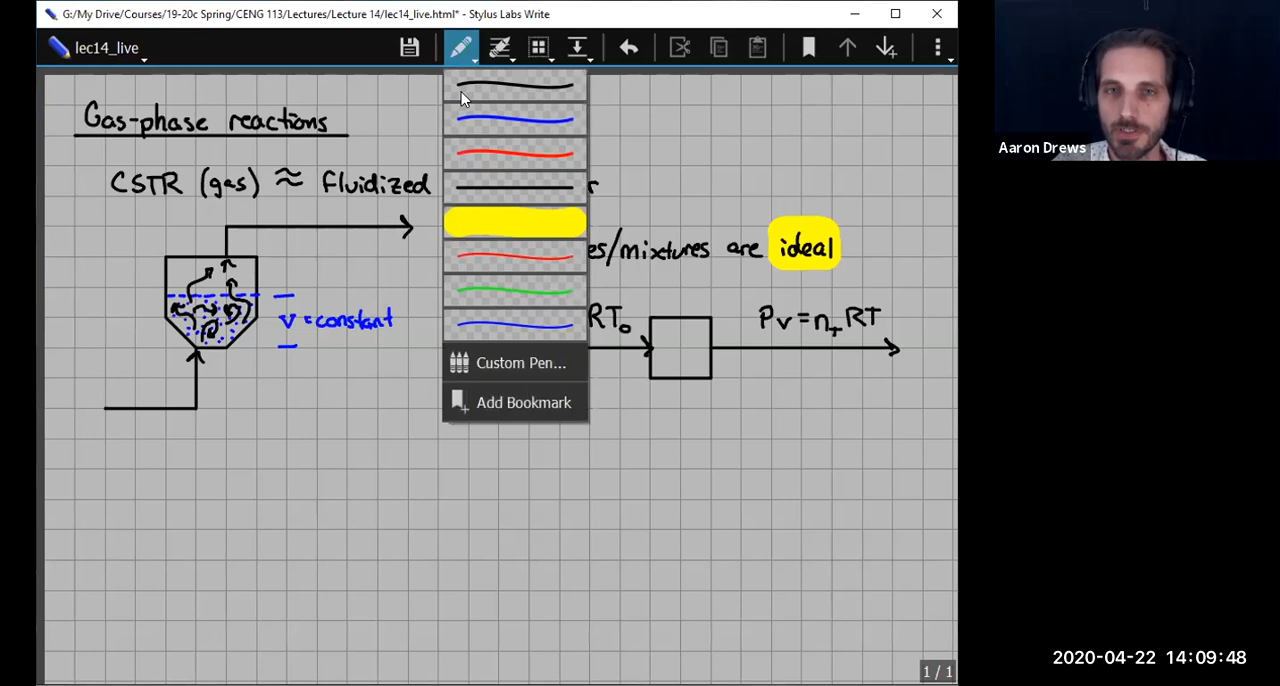 G:/My Drive/Courses/19-20c Spring/CENG 113/Lectures/Lecture 14/lec14_live.html* - Stylus Labs Write
lec14_live
Gas-phase reactions
CSTR (gas) ≈ fluidized
r
es/mixtures are ideal
V = constant
RT₀
Pv = n_T RT
Custom Pen...
Add Bookmark
1 / 1
Aaron Drews
2020-04-22 14:09:48